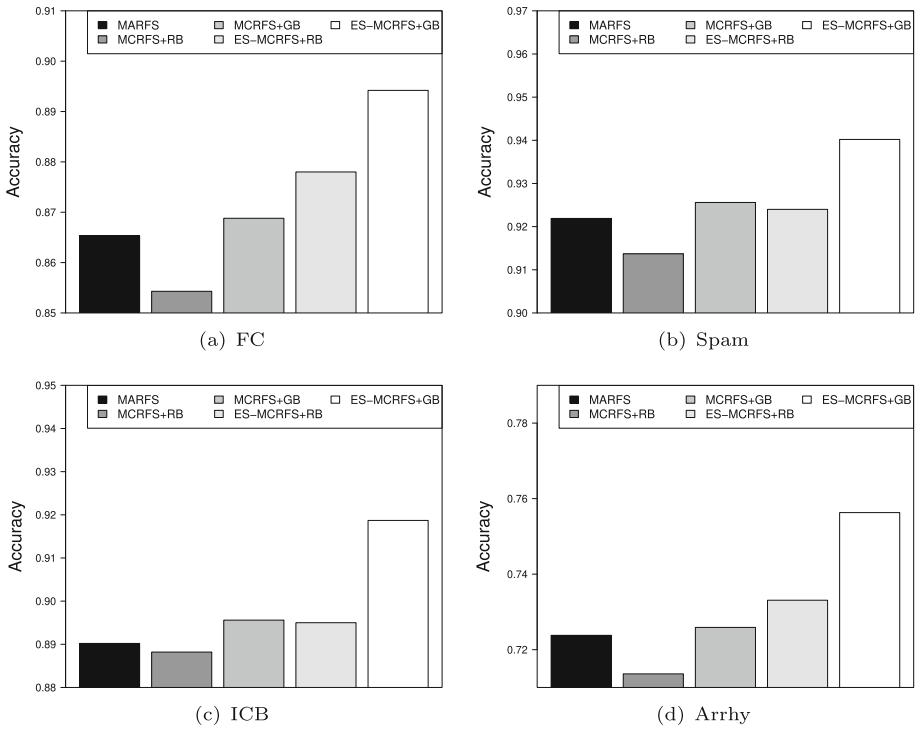 MARFS MCRFS+GB ES−MCRFS+GB
MCRFS+RB ES−MCRFS+RB
0.91
0.90
0.89
0.88
0.87
0.86
0.85
Accuracy
(a) FC
MARFS MCRFS+GB ES−MCRFS+GB
MCRFS+RB ES−MCRFS+RB
0.97
0.96
0.95
0.94
0.93
0.92
0.91
0.90
Accuracy
(b) Spam
MARFS MCRFS+GB ES−MCRFS+GB
MCRFS+RB ES−MCRFS+RB
0.95
0.94
0.93
0.92
0.91
0.90
0.89
0.88
Accuracy
(c) ICB
MARFS MCRFS+GB ES−MCRFS+GB
MCRFS+RB ES−MCRFS+RB
0.78
0.76
0.74
0.72
Accuracy
(d) Arrhy